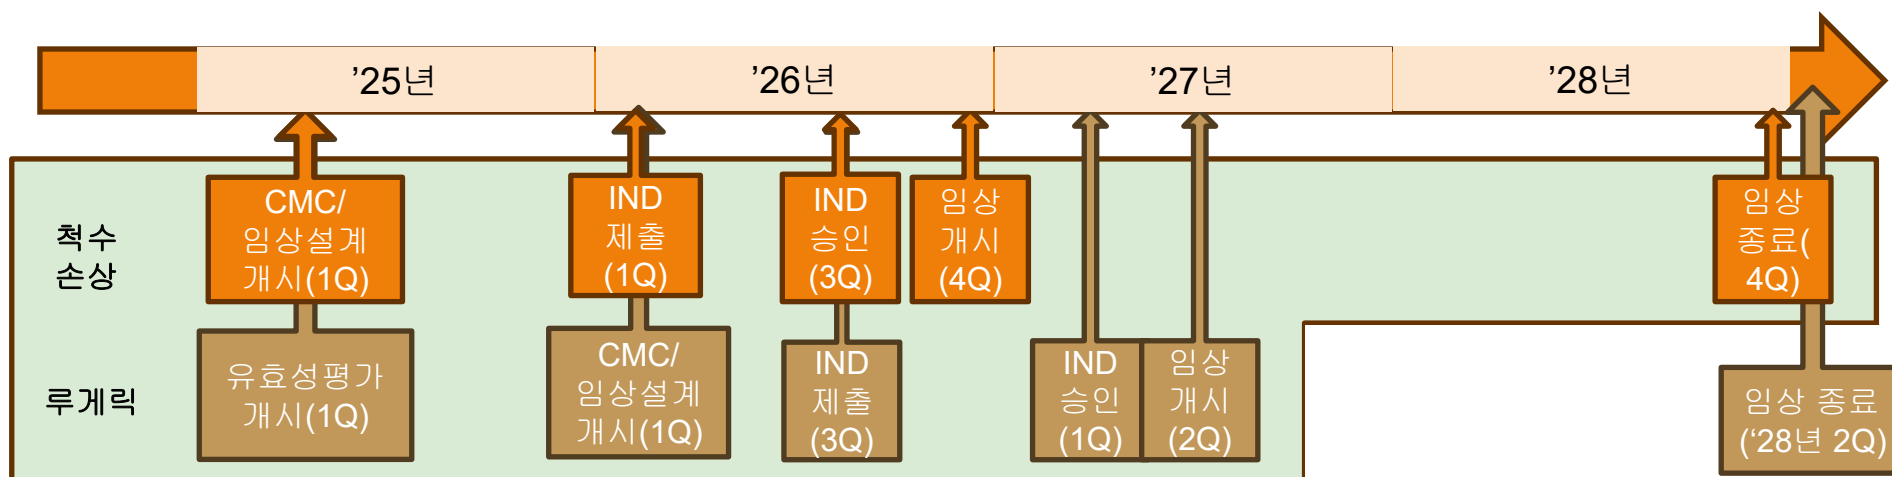 ’25년
’26년
’27년
’28년
척수
손상
CMC/
임상설계
개시(1Q)
IND
제출
(1Q)
IND
승인
(3Q)
임상
개시
(4Q)
임상
종료(
4Q)
루게릭
유효성평가
개시(1Q)
CMC/
임상설계
개시(1Q)
IND
제출
(3Q)
IND
승인
(1Q)
임상
개시
(2Q)
임상 종료
(‘28년 2Q)